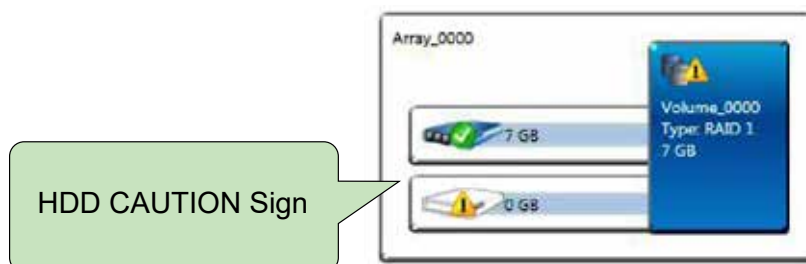 Array_0000
Volume_0000
Type: RAID 1
7 GB
7 GB
0 GB
HDD CAUTION Sign